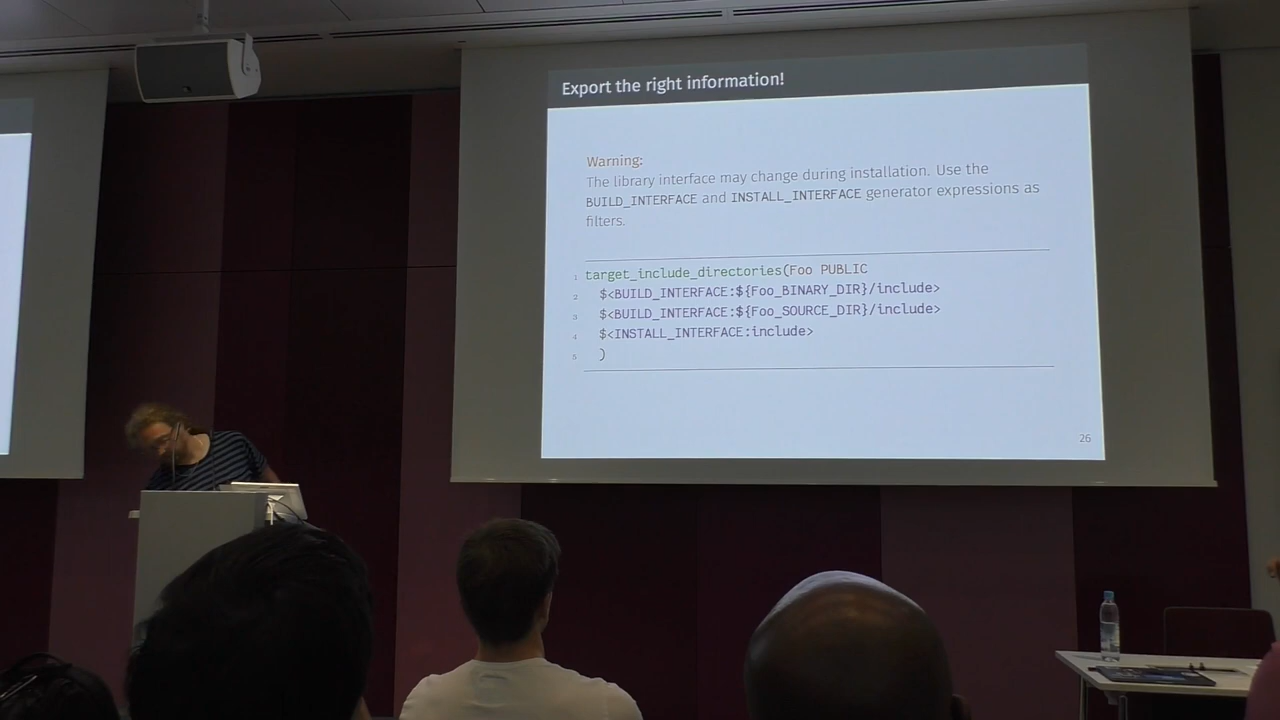 Export the right information!
Warning:
The library interface may change during installation. Use the
BUILD_INTERFACE and INSTALL_INTERFACE generator expressions as
filters.
1 target_include_directories(Foo PUBLIC
2 $<BUILD_INTERFACE:${Foo_BINARY_DIR}/include>
3 $<BUILD_INTERFACE:${Foo_SOURCE_DIR}/include>
4 $<INSTALL_INTERFACE:include>
5 )
26